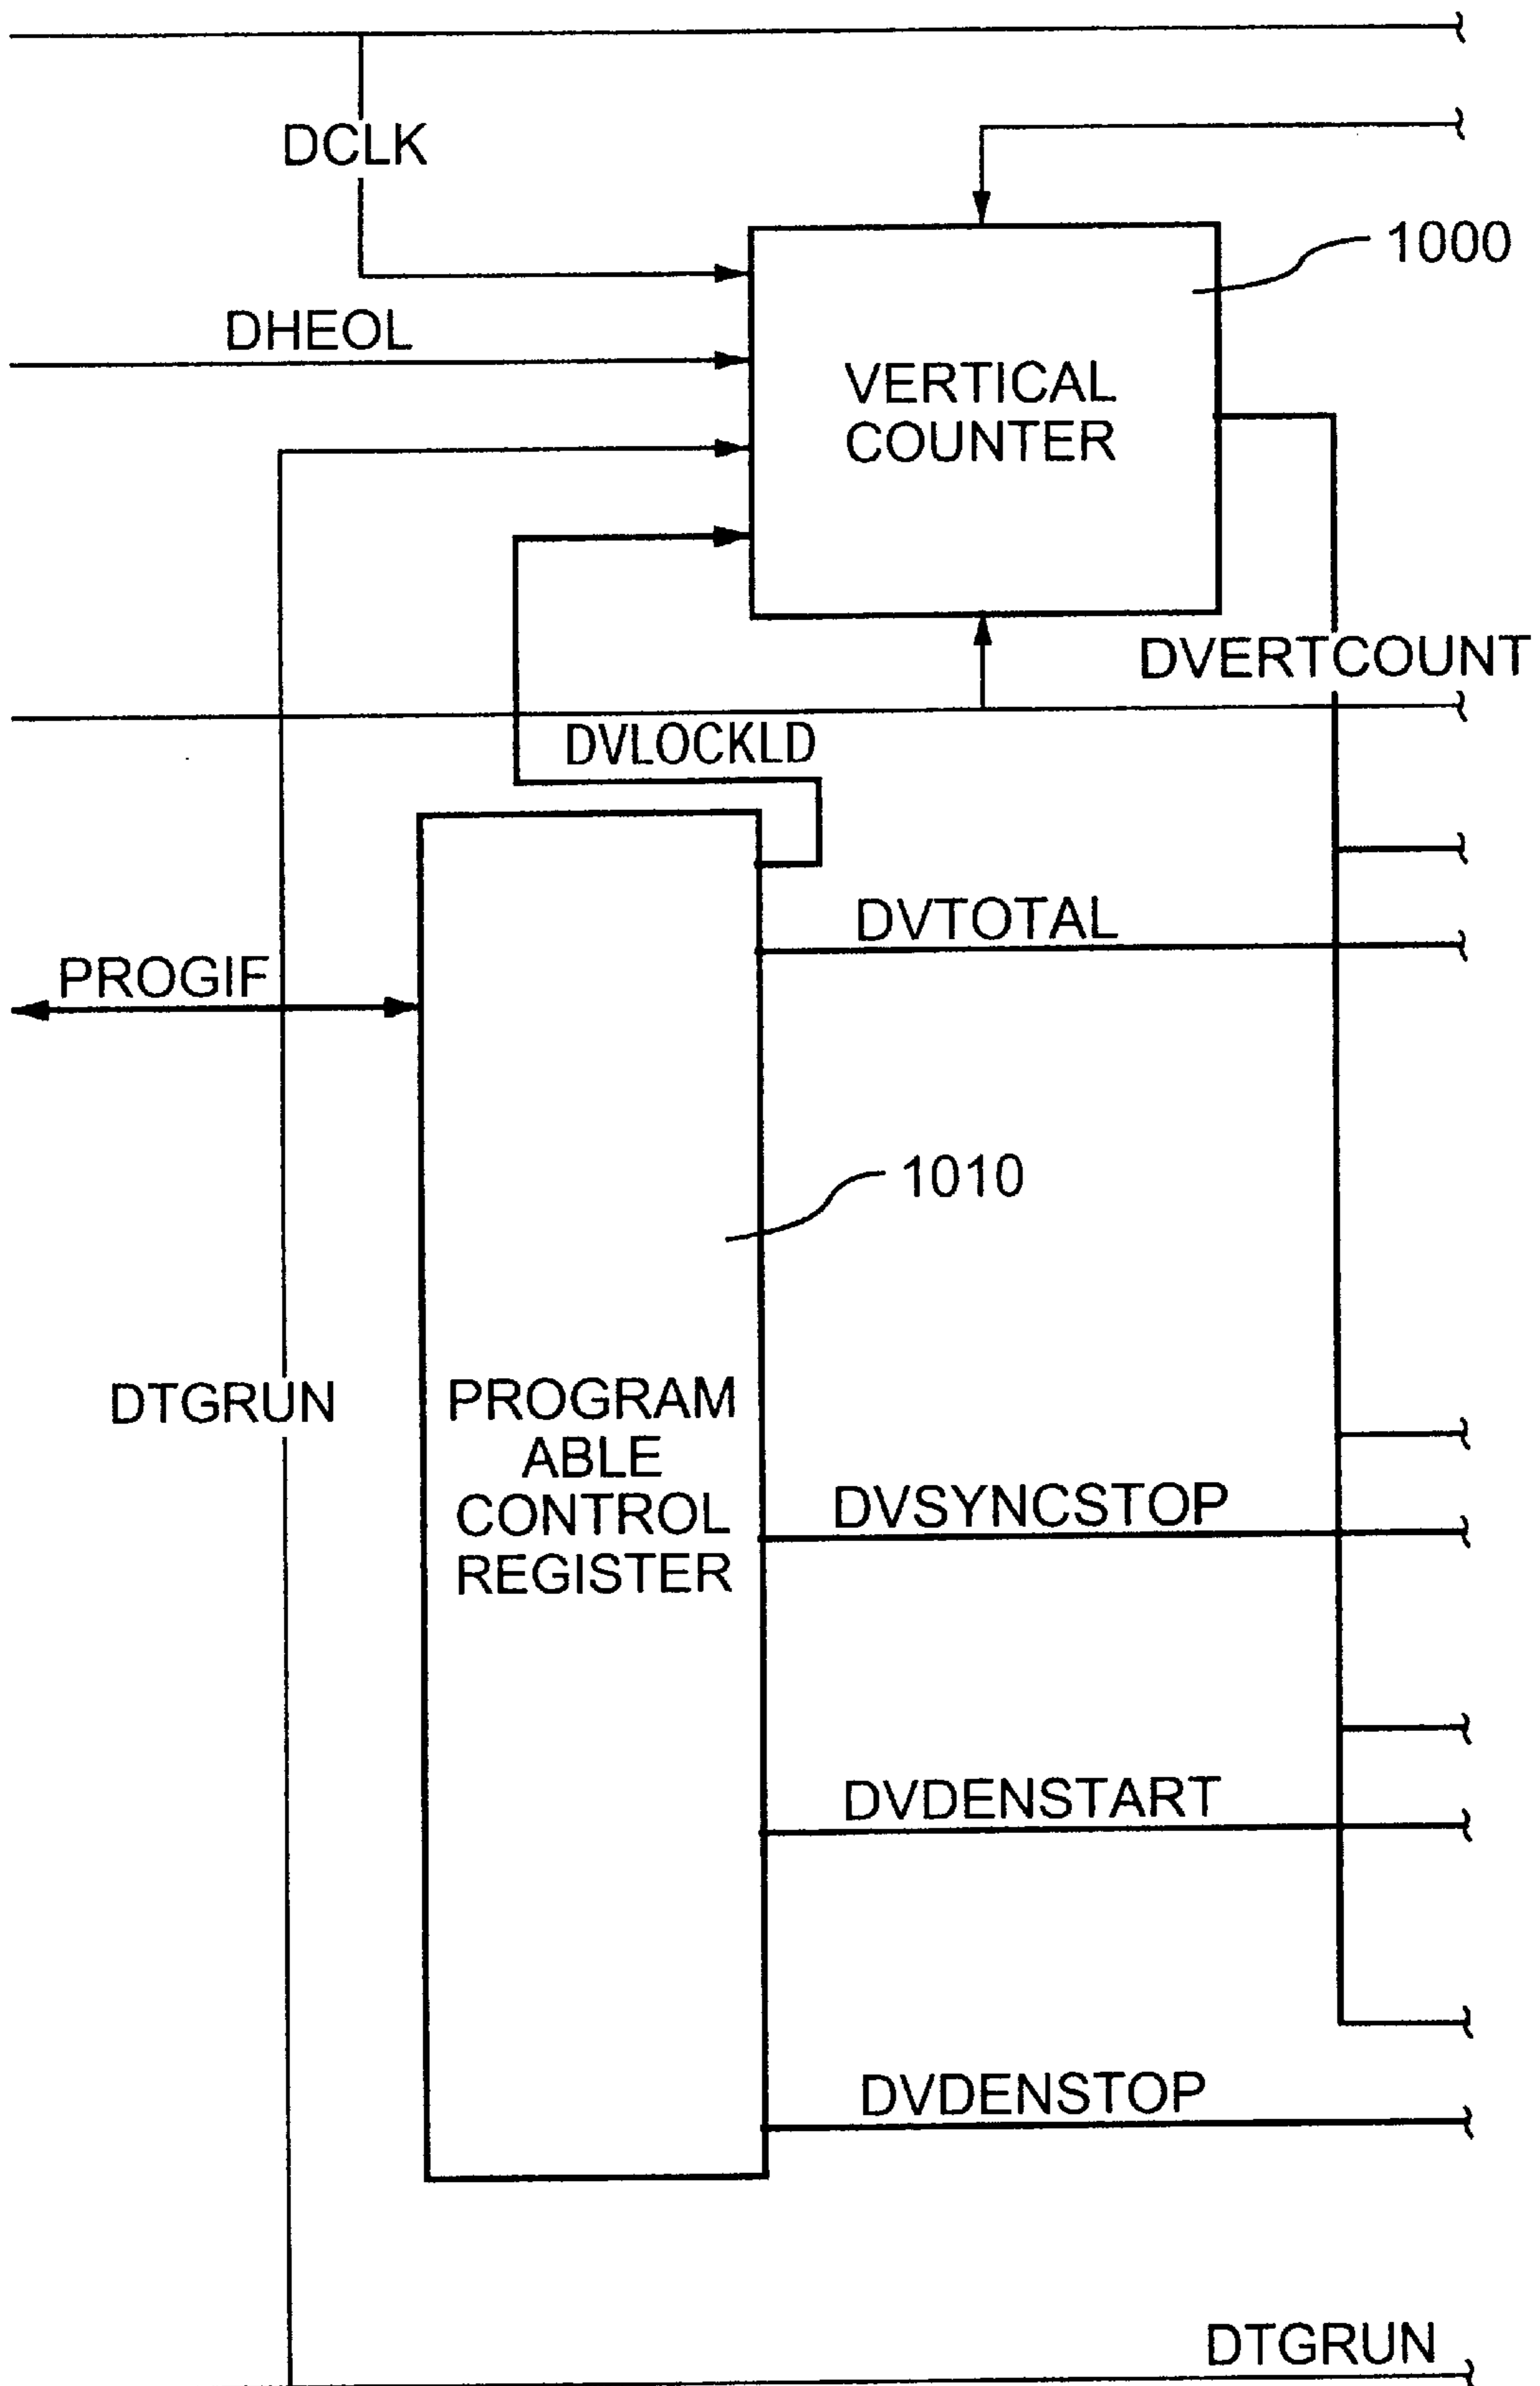 DCLK
1000
DHEOL
VERTICAL
COUNTER
DVERTCOUNT
DVLOCKLD
DVTOTAL
PROGIF
1010
DTGRUN
PROGRAM
ABLE
CONTROL
REGISTER
DVSYNCSTOP
DVDENSTART
DVDENSTOP
DTGRUN